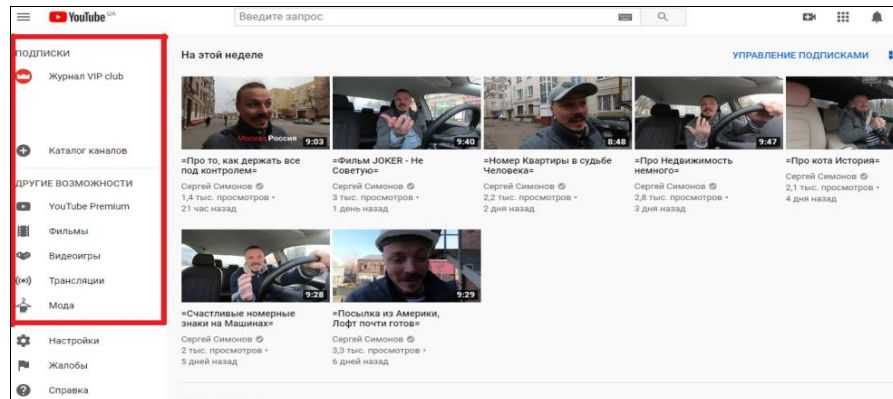 YouTube UA
Введите запрос
ПОДПИСКИ
Журнал VIP club
Каталог каналов
ДРУГИЕ ВОЗМОЖНОСТИ
YouTube Premium
Фильмы
Видеоигры
Трансляции
Мода
Настройки
Жалобы
Справка
На этой неделе
УПРАВЛЕНИЕ ПОДПИСКАМИ
Москва Россия
9:03
=Про то, как держать все
под контролем=
Сергей Симонов
1,4 тыс. просмотров •
21 час назад
9:40
=Фильм JOKER - Не
Советую=
Сергей Симонов
3 тыс. просмотров •
1 день назад
8:48
=Номер Квартиры в судьбе
Человека=
Сергей Симонов
2,2 тыс. просмотров •
2 дня назад
9:47
=Про Недвижимость
немного=
Сергей Симонов
2,8 тыс. просмотров •
3 дня назад
=Про кота История=
Сергей Симонов
2,1 тыс. просмотров •
4 дня назад
9:28
=Счастливые номерные
знаки на Машинах=
Сергей Симонов
2 тыс. просмотров •
5 дней назад
9:29
=Посылка из Америки,
Лофт почти готов=
Сергей Симонов
3,3 тыс. просмотров •
6 дней назад